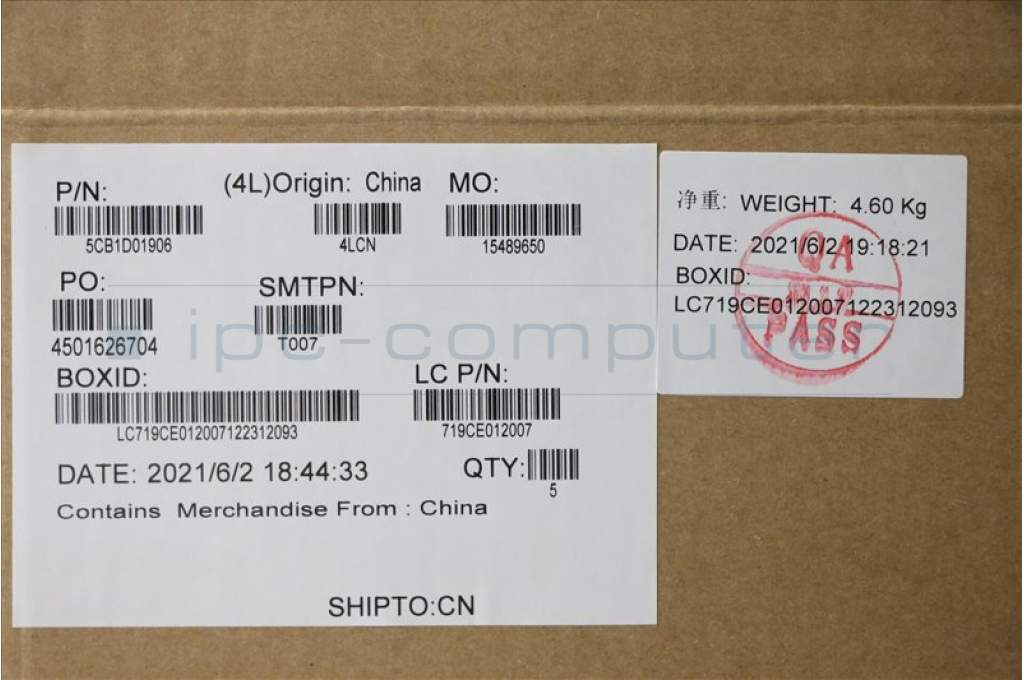 P/N:
5CB1D01906
(4L)Origin: China
4LCN
MO:
15489650
PO:
4501626704
SMTPN:
T007
BOXID:
LC719CE012007122312093
LC P/N:
719CE012007
DATE: 2021/6/2 18:44:33
QTY:
5
Contains Merchandise From : China
SHIPTO:CN
净重: WEIGHT: 4.60 Kg
DATE: 2021/6/2 19:18:21
BOXID:
LC719CE012007122312093
QA
PASS
ipc-computer